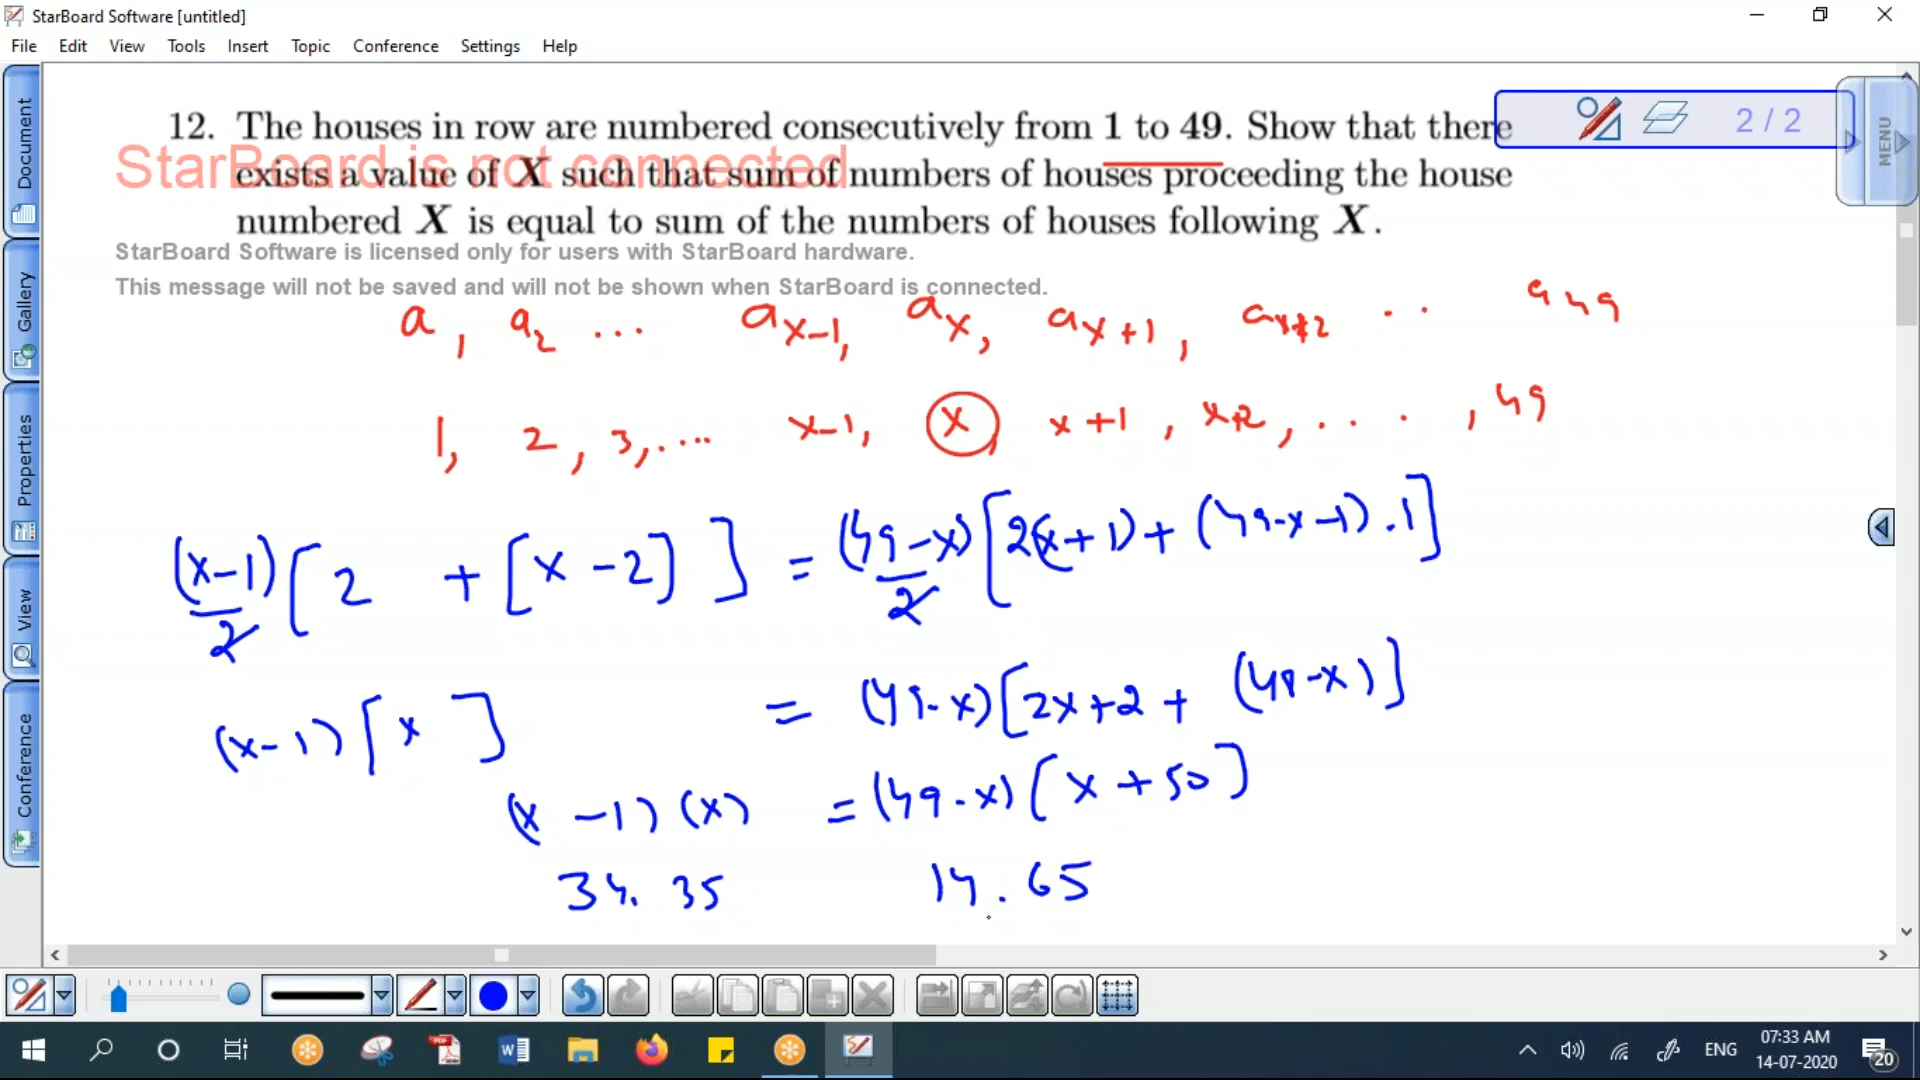 StarBoard Software [untitled]
File Edit View Tools Insert Topic Conference Settings Help
Document
Gallery
Properties
View
Conference
2 / 2
MENU
12. The houses in row are numbered consecutively from 1 to 49. Show that there
exists a value of X such that sum of numbers of houses proceeding the house
numbered X is equal to sum of the numbers of houses following X.
StarBoard is not connected
StarBoard Software is licensed only for users with StarBoard hardware.
This message will not be saved and will not be shown when StarBoard is connected.
a₁, a₂ ... aₓ₋₁, aₓ, aₓ₊₁, aₓ₊₂ ... a₄₉
1, 2, 3, .... x-1, x, x+1, x+2, . . . . , 49
(x-1)/2 [2 + [x-2]] = (49-x)/2 [2(x+1) + (49-x-1).1]
(x-1)[x] = (49-x)[2x+2 + (48-x)]
(x-1)(x) = (49-x)[x+50]
34. 35 14. 65
ENG
07:33 AM
14-07-2020
20